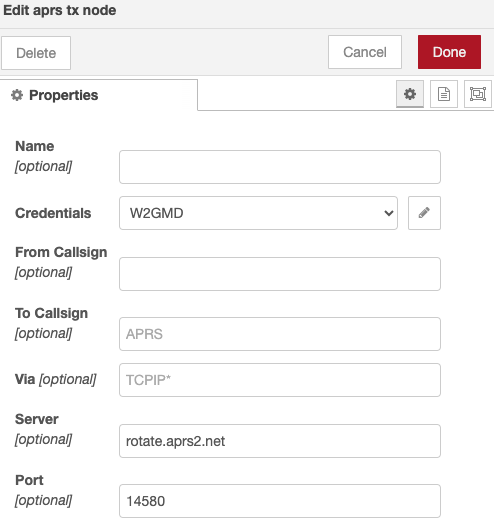 Edit aprs tx node
Delete
Cancel
Done
Properties
Name
[optional]
Credentials
W2GMD
From Callsign
[optional]
To Callsign
[optional]
APRS
Via [optional]
TCPIP*
Server
[optional]
rotate.aprs2.net
Port
[optional]
14580